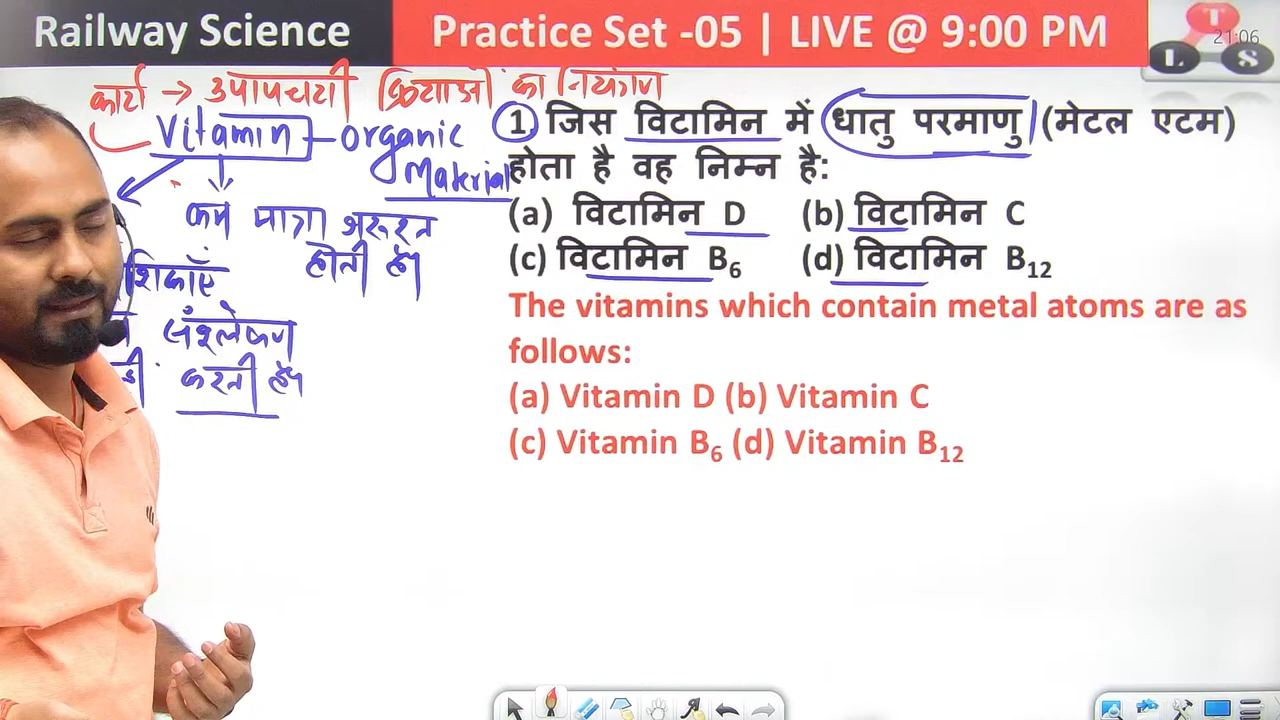 Railway Science
Practice Set -05 | LIVE @ 9:00 PM
T
L S
21:06
कार्य → उपापचयी क्रियाओं का नियंत्रण
Vitamin - Organic
Material
कम मात्रा जरूरत
होती है।
शिकाएँ
संश्लेषण
करती है।
1. जिस विटामिन में धातु परमाणु (मेटल एटम)
होता है वह निम्न है:
(a) विटामिन D (b) विटामिन C
(c) विटामिन B₆ (d) विटामिन B₁₂
The vitamins which contain metal atoms are as
follows:
(a) Vitamin D (b) Vitamin C
(c) Vitamin B₆ (d) Vitamin B₁₂